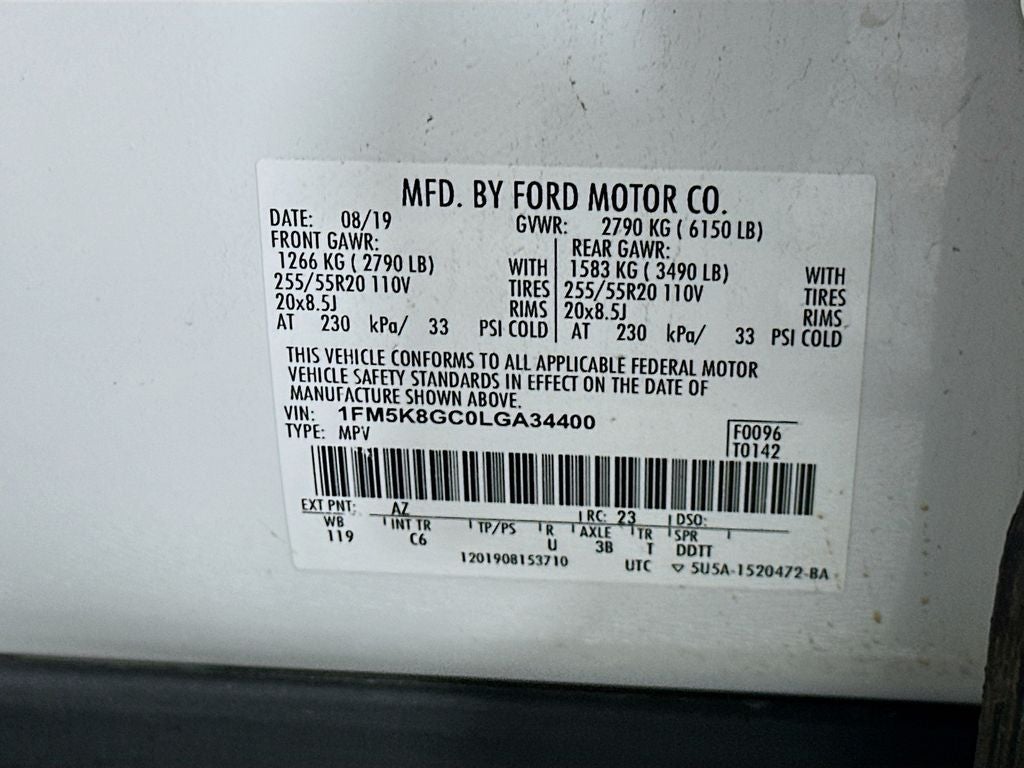 MFD. BY FORD MOTOR CO.
DATE: 08/19 GVWR: 2790 KG ( 6150 LB)
FRONT GAWR: REAR GAWR:
1266 KG ( 2790 LB) WITH 1583 KG ( 3490 LB) WITH
255/55R20 110V TIRES 255/55R20 110V TIRES
20x8.5J RIMS 20x8.5J RIMS
AT 230 kPa/ 33 PSI COLD AT 230 kPa/ 33 PSI COLD
THIS VEHICLE CONFORMS TO ALL APPLICABLE FEDERAL MOTOR
VEHICLE SAFETY STANDARDS IN EFFECT ON THE DATE OF
MANUFACTURE SHOWN ABOVE.
VIN: 1FM5K8GC0LGA34400
TYPE: MPV F0096
T0142
EXT PNT: AZ RC: 23 DSO:
WB INT TR TP/PS R AXLE TR SPR
119 C6 U 3B T DDTT
1201908153710 UTC ▽ 5U5A-1520472-BA